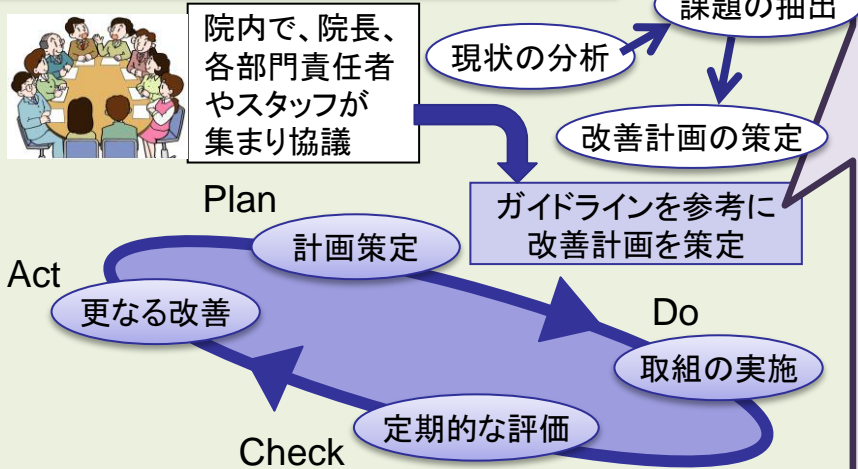 課題の抽出
院内で、院長、
各部門責任者
やスタッフが
集まり協議
現状の分析
改善計画の策定
ガイドラインを参考に
改善計画を策定
Plan
計画策定
Act
更なる改善
Do
取組の実施
定期的な評価
Check